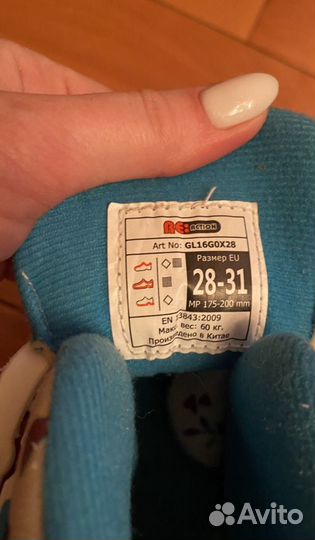 RE:ACTION
Art No: GL16G0X28
Размер EU
28-31
MP 175-200 mm
EN 13843:2009
Макс. вес: 60 кг.
Произведено в Китае
Avito